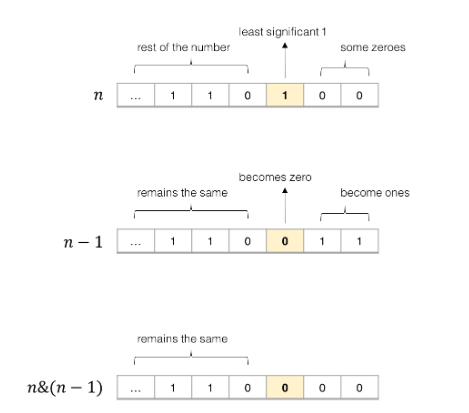 least significant 1
rest of the number
some zeroes
n ... 1 1 0 1 0 0
becomes zero
remains the same
become ones
n − 1 ... 1 1 0 0 1 1
remains the same
n&(n − 1) ... 1 1 0 0 0 0